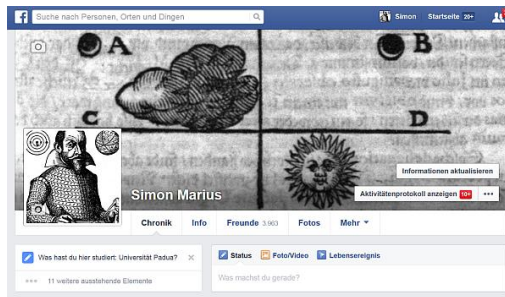 Suche nach Personen, Orten und Dingen
Simon Startseite 20+
A B
C D
Simon Marius
Informationen aktualisieren
Aktivitätenprotokoll anzeigen 10+
Chronik Info Freunde 3.963 Fotos Mehr
Was hast du hier studiert: Universität Padua?
11 weitere ausstehende Elemente
Status Foto/Video Lebensereignis
Was machst du gerade?